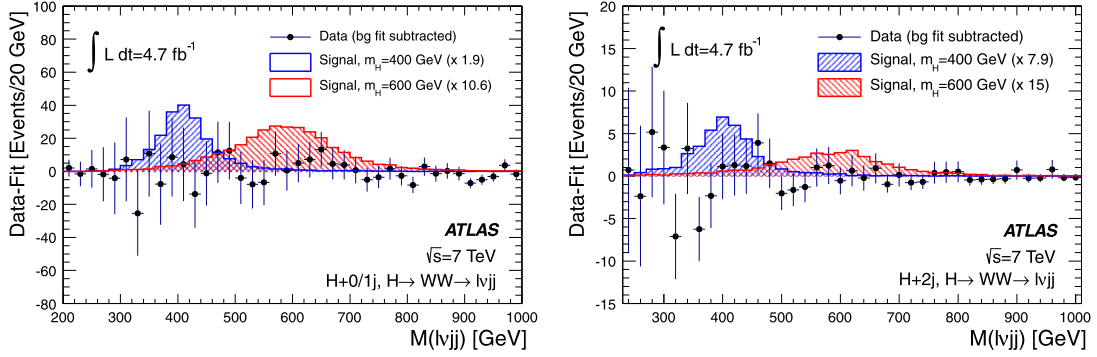 Data-Fit [Events/20 GeV]
100
80
60
40
20
0
-20
-40
-60
-80
∫ L dt=4.7 fb⁻¹
Data (bg fit subtracted)
Signal, m_H=400 GeV (x 1.9)
Signal, m_H=600 GeV (x 10.6)
ATLAS
√s=7 TeV
H+0/1j, H→ WW→ lνjj
200 300 400 500 600 700 800 900 1000
M(lνjj) [GeV]
Data-Fit [Events/20 GeV]
20
15
10
5
0
-5
-10
-15
∫ L dt=4.7 fb⁻¹
Data (bg fit subtracted)
Signal, m_H=400 GeV (x 7.9)
Signal, m_H=600 GeV (x 15)
ATLAS
√s=7 TeV
H+2j, H→ WW→ lνjj
300 400 500 600 700 800 900 1000
M(lνjj) [GeV]